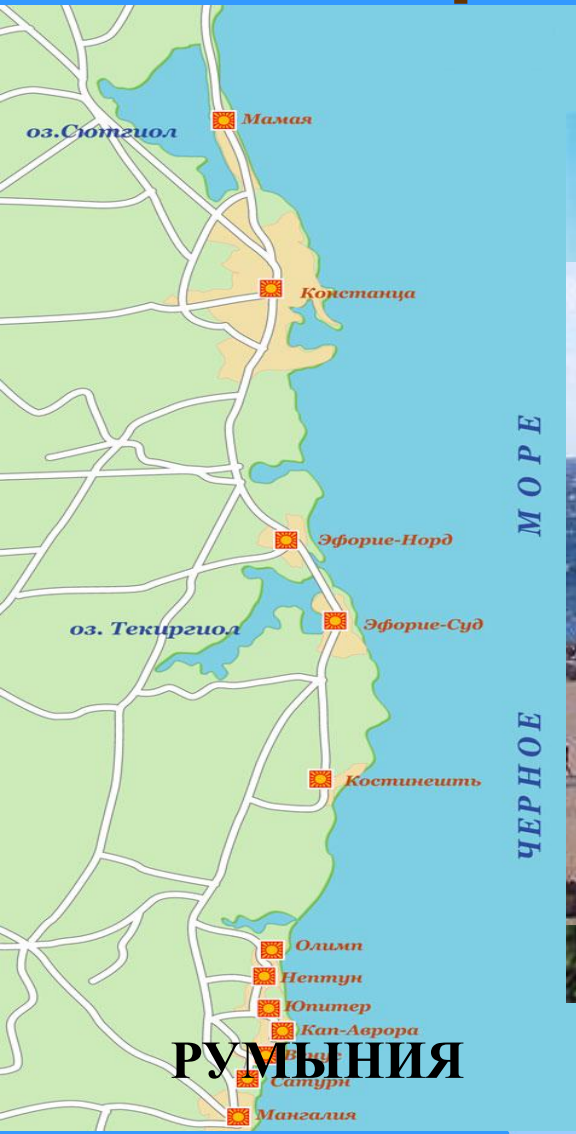 Мамая
оз.Сютгиол
Констанца
МОРЕ
Эфорие-Норд
Эфорие-Суд
оз. Текиргиол
ЧЕРНОЕ
Костинешть
Олимп
Нептун
Юпитер
Кап-Аврора
Венус
РУМЫНИЯ
Сатурн
Мангалия